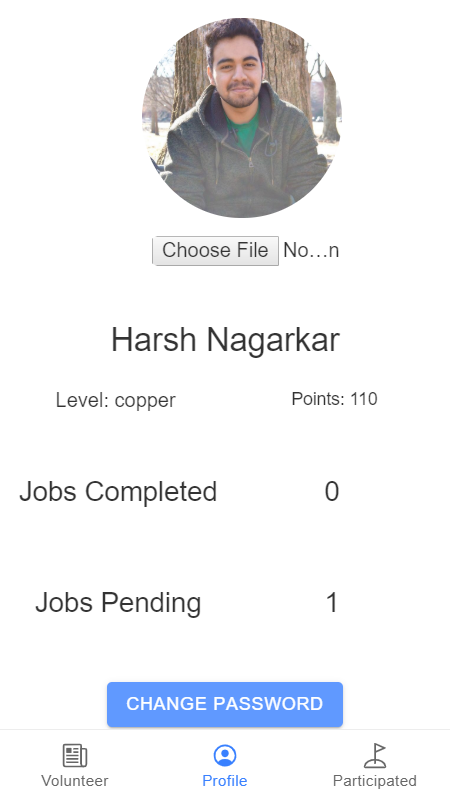 Choose File No…n
Harsh Nagarkar
Level: copper Points: 110
Jobs Completed 0
Jobs Pending 1
CHANGE PASSWORD
Volunteer Profile Participated